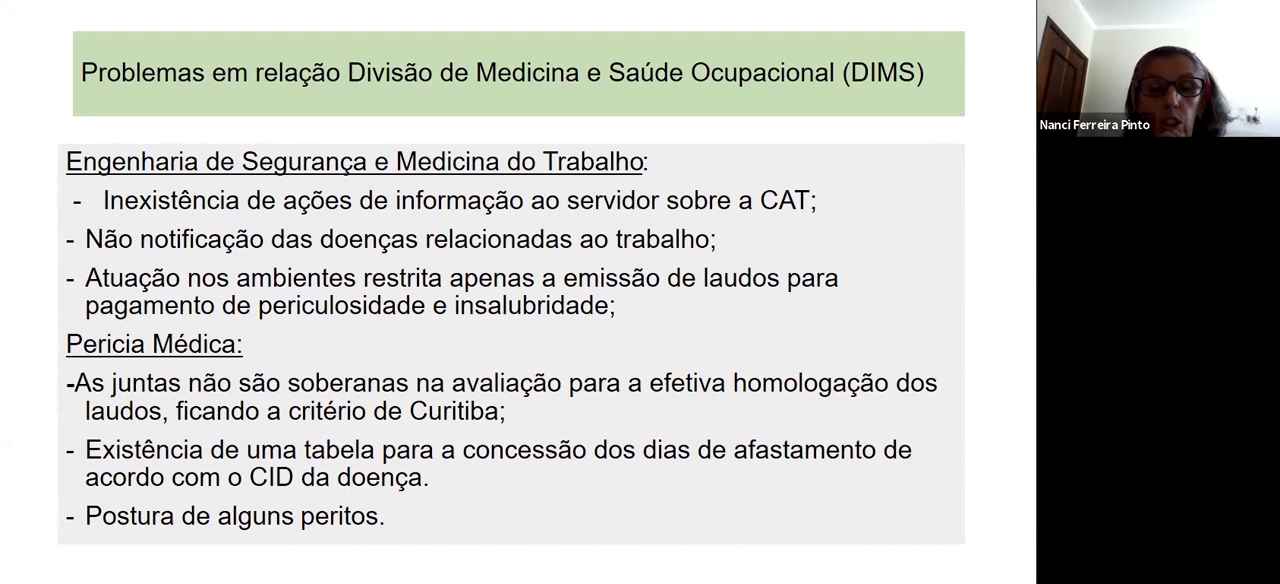 Problemas em relação Divisão de Medicina e Saúde Ocupacional (DIMS)
Engenharia de Segurança e Medicina do Trabalho:
- Inexistência de ações de informação ao servidor sobre a CAT;
- Não notificação das doenças relacionadas ao trabalho;
- Atuação nos ambientes restrita apenas a emissão de laudos para
pagamento de periculosidade e insalubridade;
Pericia Médica:
-As juntas não são soberanas na avaliação para a efetiva homologação dos
laudos, ficando a critério de Curitiba;
- Existência de uma tabela para a concessão dos dias de afastamento de
acordo com o CID da doença.
- Postura de alguns peritos.
Nanci Ferreira Pinto